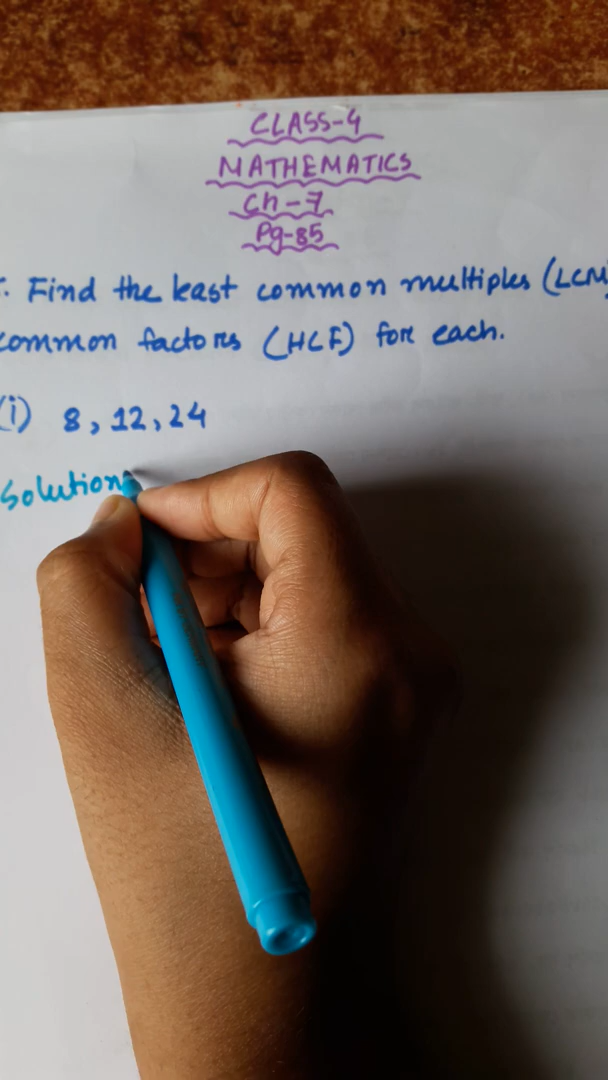 CLASS-4
MATHEMATICS
Ch-7
Pg-85
. Find the least common multiples (LCM)
common factors (HCF) for each.
(i) 8, 12, 24
Solution